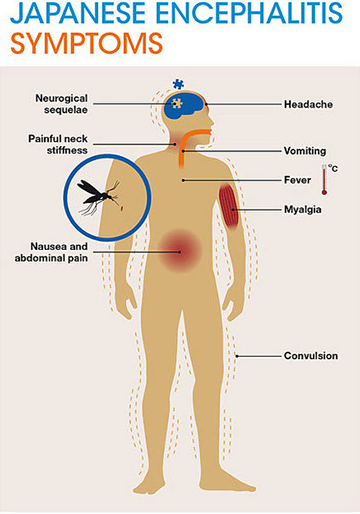 JAPANESE ENCEPHALITIS
SYMPTOMS
Neurogical
sequelae
Headache
Painful neck
stiffness
Vomiting
Fever
°C
Myalgia
Nausea and
abdominal pain
Convulsion